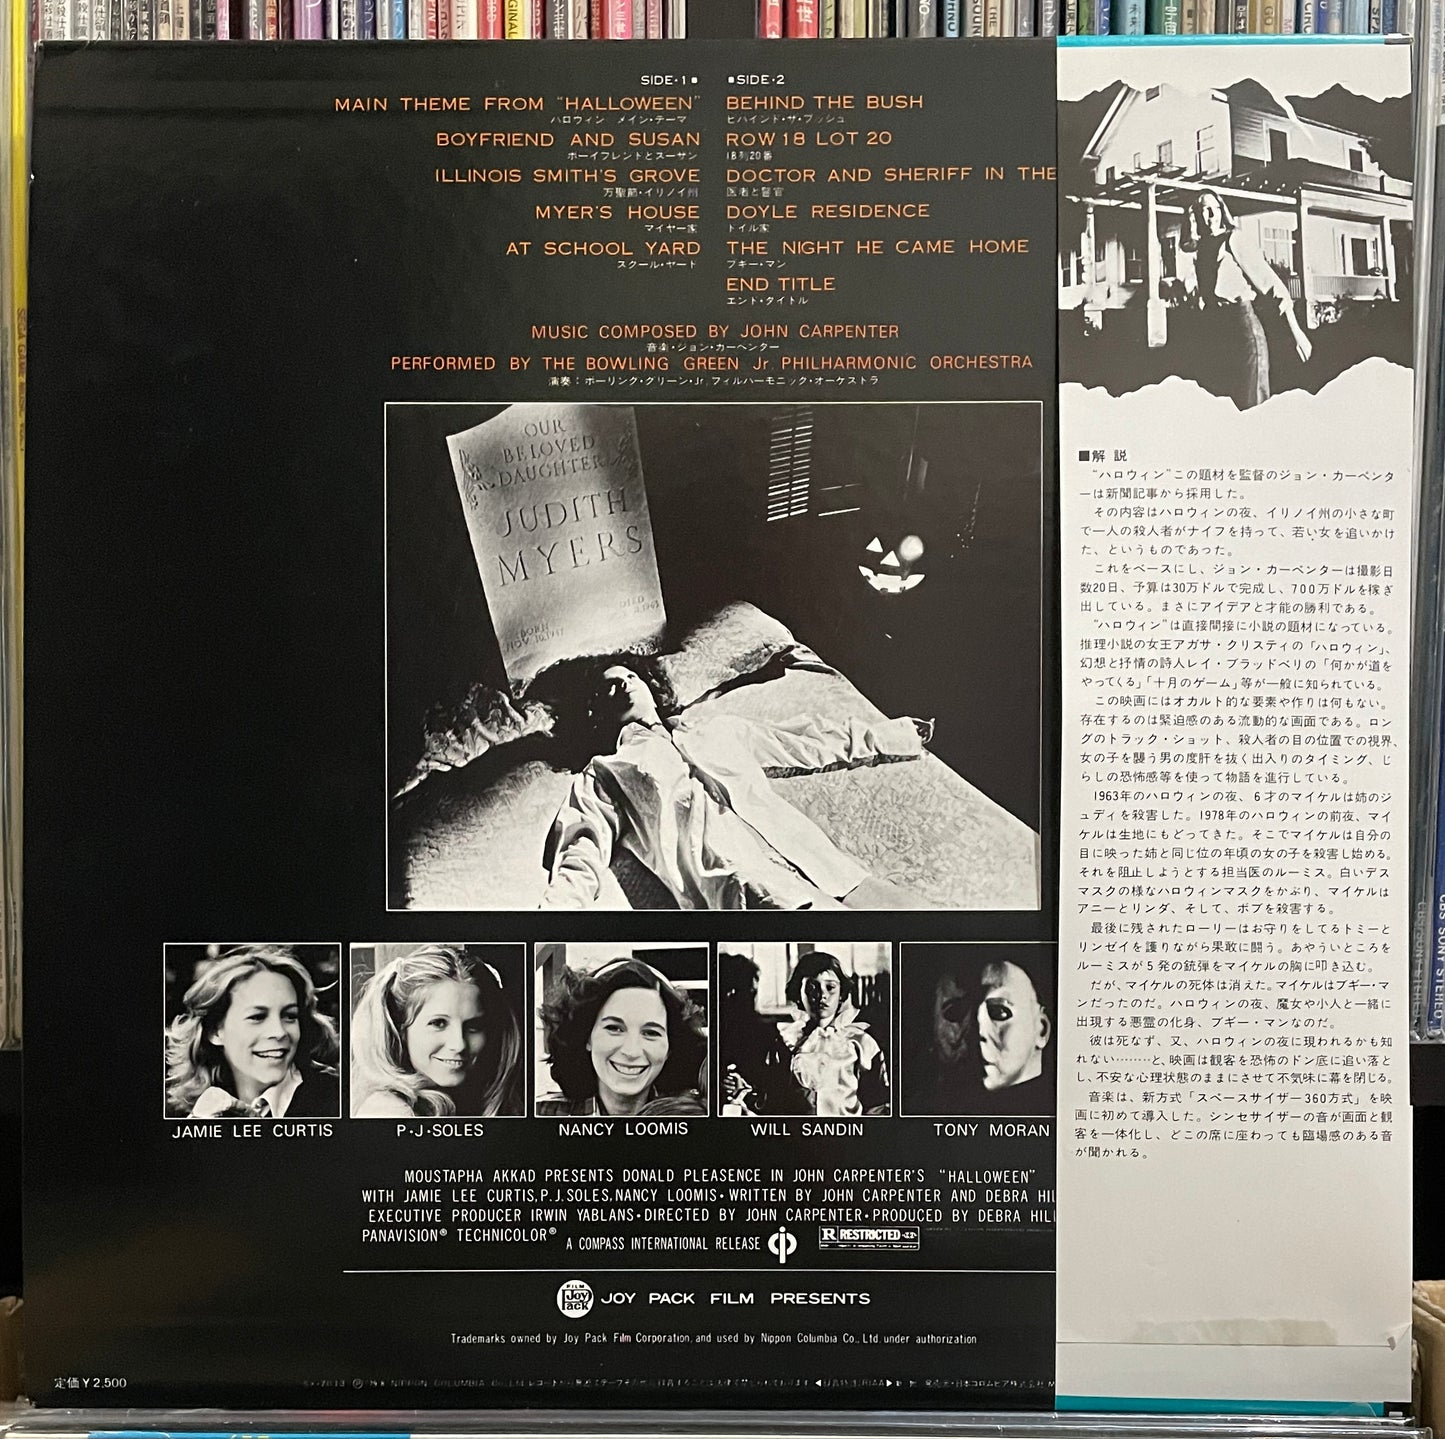 SIDE・1
MAIN THEME FROM "HALLOWEEN"
ハロウィン メイン・テーマ
BOYFRIEND AND SUSAN
ボーイフレンドとスーザン
ILLINOIS SMITH'S GROVE
万聖節・イリノイ州
MYER'S HOUSE
マイヤー家
AT SCHOOL YARD
スクール・ヤード
SIDE・2
BEHIND THE BUSH
ビハインド・ザ・ブッシュ
ROW 18 LOT 20
18列20番
DOCTOR AND SHERIFF IN THE
医者と警官
DOYLE RESIDENCE
ドイル家
THE NIGHT HE CAME HOME
ブギー・マン
END TITLE
エンド・タイトル
MUSIC COMPOSED BY JOHN CARPENTER
音楽・ジョン・カーペンター
PERFORMED BY THE BOWLING GREEN Jr. PHILHARMONIC ORCHESTRA
演奏：ボーリング・グリーン・Jr.フィルハーモニック・オーケストラ
OUR
BELOVED
DAUGHTER
JUDITH
MYERS
DIED
BORN
NOV. 10, 1947
JAMIE LEE CURTIS
P・J・SOLES
NANCY LOOMIS
WILL SANDIN
TONY MORAN
MOUSTAPHA AKKAD PRESENTS DONALD PLEASENCE IN JOHN CARPENTER'S "HALLOWEEN"
WITH JAMIE LEE CURTIS, P.J.SOLES, NANCY LOOMIS・WRITTEN BY JOHN CARPENTER AND DEBRA HIL
EXECUTIVE PRODUCER IRWIN YABLANS・DIRECTED BY JOHN CARPENTER・PRODUCED BY DEBRA HILL
PANAVISION® TECHNICOLOR®
A COMPASS INTERNATIONAL RELEASE
R RESTRICTED
FILM
Joy
Pack
JOY PACK FILM PRESENTS
Trademarks owned by Joy Pack Film Corporation, and used by Nippon Columbia Co., Ltd. under authorization
定価￥2,500
■解 説
"ハロウィン"この題材を監督のジョン・カーペンタ
ーは新聞記事から採用した。
その内容はハロウィンの夜、イリノイ州の小さな町
で一人の殺人者がナイフを持って、若い女を追いかけ
た、というものであった。
これをベースにし、ジョン・カーペンターは撮影日
数20日、予算は30万ドルで完成し、700万ドルを稼ぎ
出している。まさにアイデアと才能の勝利である。
"ハロウィン"は直接間接に小説の題材になっている。
推理小説の女王アガサ・クリスティの「ハロウィン」、
幻想と抒情の詩人レイ・ブラッドベリの「何かが道を
やってくる」「十月のゲーム」等が一般に知られている。
この映画にはオカルト的な要素や作りは何もない。
存在するのは緊迫感のある流動的な画面である。ロン
グのトラック・ショット、殺人者の目の位置での視界、
女の子を襲う男の度肝を抜く出入りのタイミング、じ
らしの恐怖感等を使って物語を進行している。
1963年のハロウィンの夜、6才のマイケルは姉のジ
ュディを殺害した。1978年のハロウィンの前夜、マイ
ケルは生地にもどってきた。そこでマイケルは自分の
目に映った姉と同じ位の年頃の女の子を殺害し始める。
それを阻止しようとする担当医のルーミス。白いデス
マスクの様なハロウィンマスクをかぶり、マイケルは
アニーとリンダ、そして、ボブを殺害する。
最後に残されたローリーはお守りをしてるトミーと
リンゼイを護りながら果敢に闘う。あやういところを
ルーミスが5発の銃弾をマイケルの胸に叩き込む。
だが、マイケルの死体は消えた。マイケルはブギー・マ
ンだったのだ。ハロウィンの夜、魔女や小人と一緒に
出現する悪霊の化身、ブギー・マンなのだ。
彼は死なず、又、ハロウィンの夜に現われるかも知
れない………と、映画は観客を恐怖のドン底に追い落と
し、不安な心理状態のままにさせて不気味に幕を閉じる。
音楽は、新方式「スペースサイザー360方式」を映
画に初めて導入した。シンセサイザーの音が画面と観
客を一体化し、どこの席に座わっても臨場感のある音
が聞かれる。